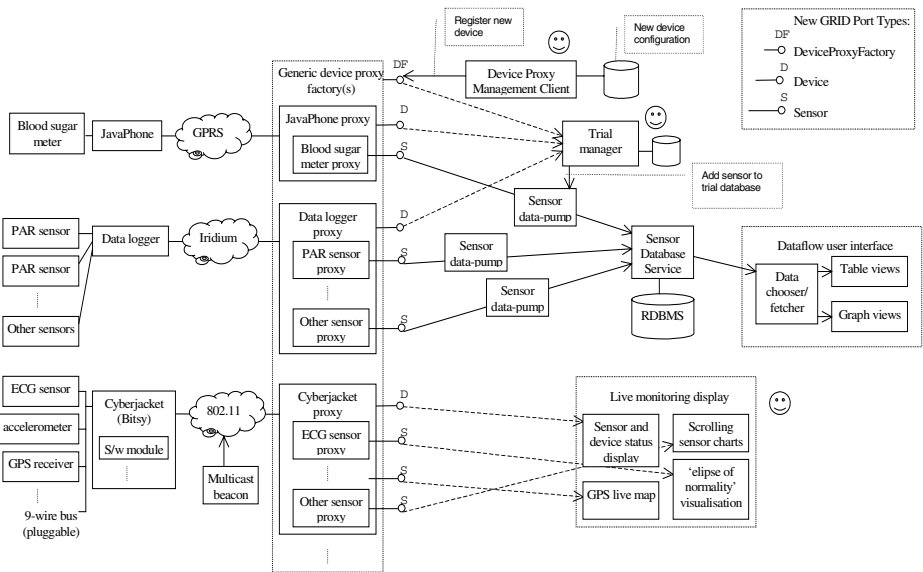 Register new
device
New device
configuration
New GRID Port Types:
DF
DeviceProxyFactory
D
Device
S
Sensor
Generic device proxy
factory(s)
DF
Device Proxy
Management Client
Blood sugar
meter
JavaPhone
GPRS
JavaPhone proxy
D
Blood sugar
meter proxy
S
Trial
manager
Add sensor to
trial database
Sensor
data-pump
PAR sensor
PAR sensor
Other sensors
Data logger
Iridium
Data logger
proxy
D
PAR sensor
proxy
S
Other sensor
proxy
S
Sensor
data-pump
Sensor
data-pump
Sensor
Database
Service
RDBMS
Dataflow user interface
Data
chooser/
fetcher
Table views
Graph views
ECG sensor
accelerometer
GPS receiver
9-wire bus
(pluggable)
Cyberjacket
(Bitsy)
S/w module
802.11
Multicast
beacon
Cyberjacket
proxy
D
ECG sensor
proxy
S
S
Other sensor
proxy
S
Live monitoring display
Sensor and
device status
display
Scrolling
sensor charts
GPS live map
‘elipse of
normality’
visualisation